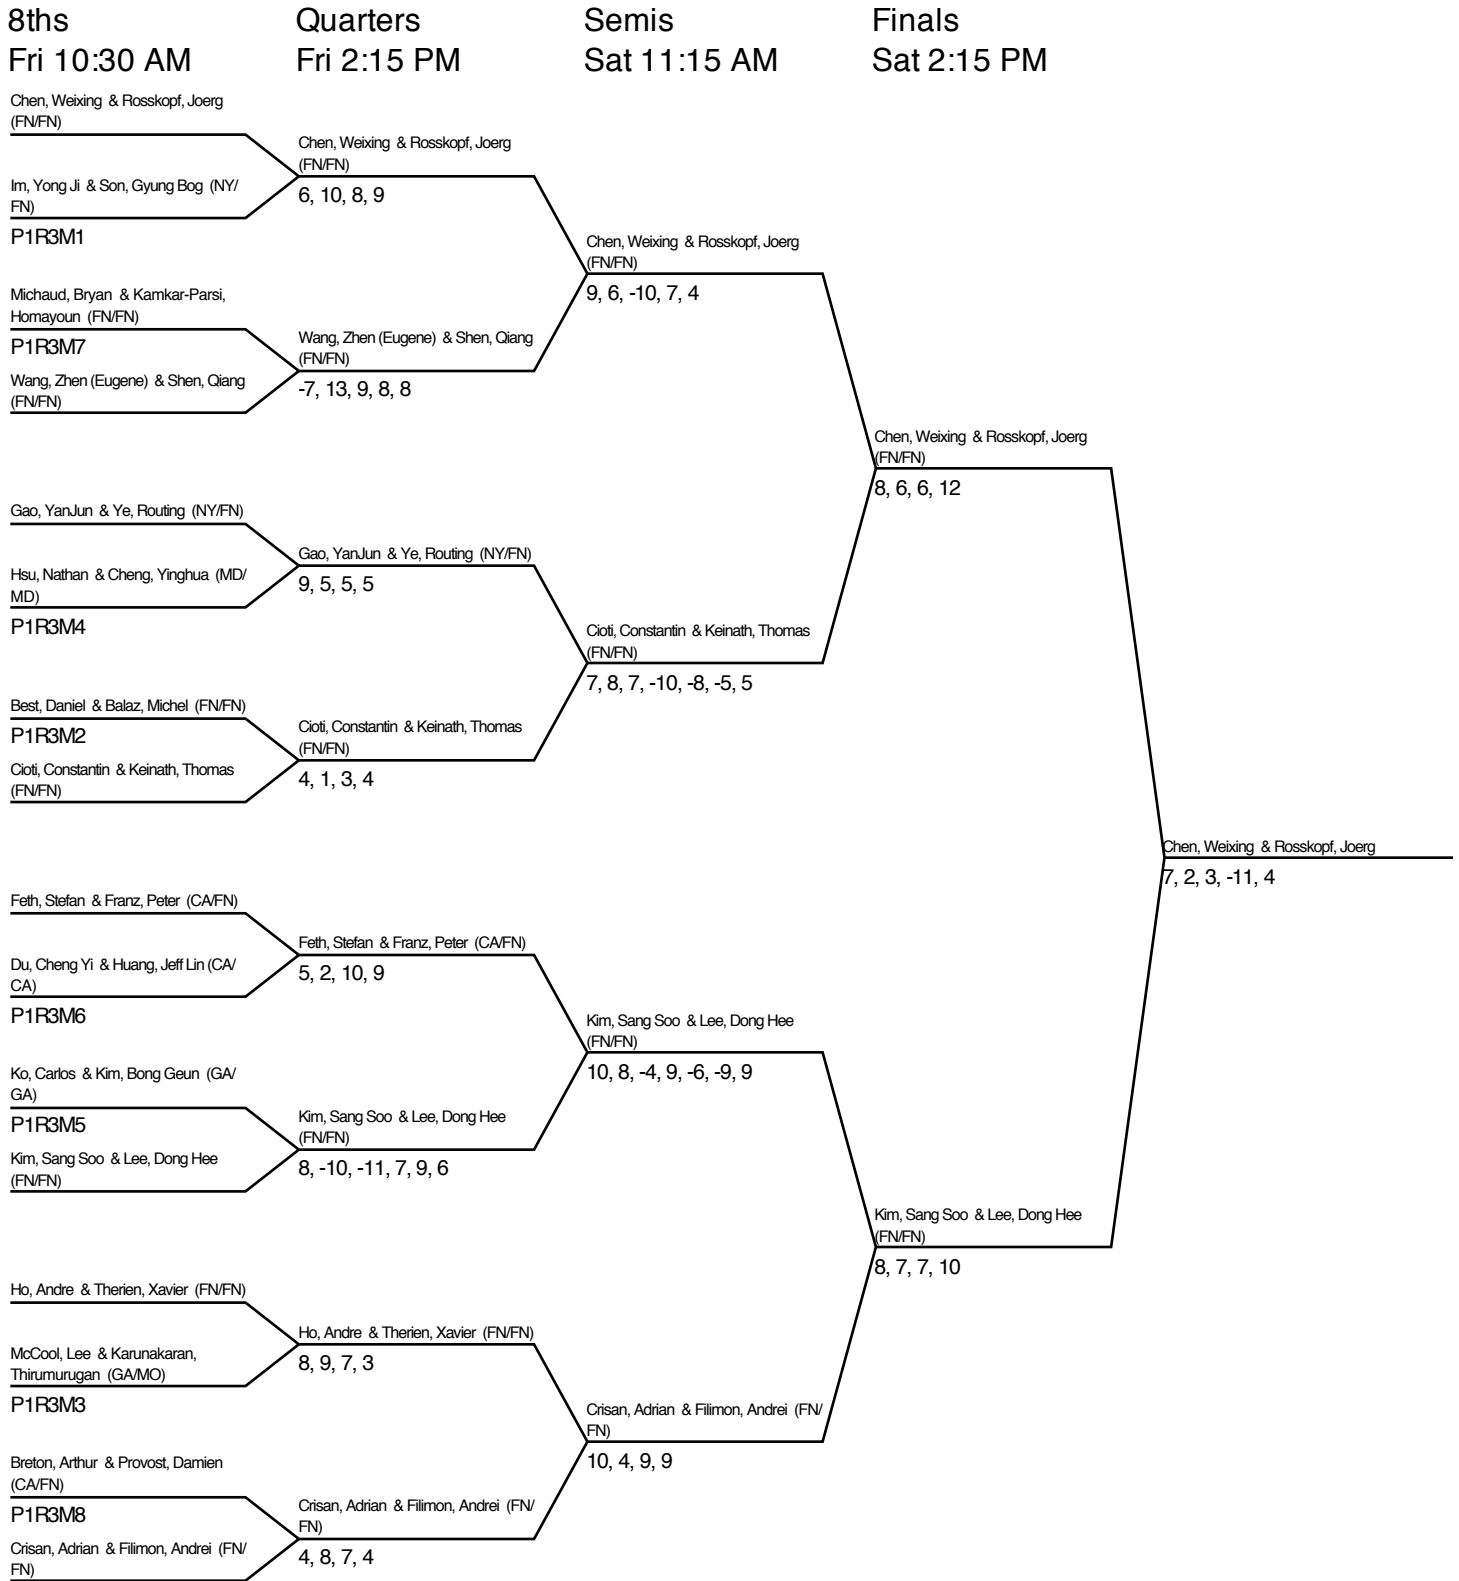 8ths
Fri 10:30 AM
Quarters
Fri 2:15 PM
Semis
Sat 11:15 AM
Finals
Sat 2:15 PM
Chen, Weixing & Rosskopf, Joerg
(FN/FN)
Im, Yong Ji & Son, Gyung Bog (NY/
FN)
P1R3M1
Michaud, Bryan & Kamkar-Parsi,
Homayoun (FN/FN)
P1R3M7
Wang, Zhen (Eugene) & Shen, Qiang
(FN/FN)
Gao, YanJun & Ye, Routing (NY/FN)
Hsu, Nathan & Cheng, Yinghua (MD/
MD)
P1R3M4
Best, Daniel & Balaz, Michel (FN/FN)
P1R3M2
Cioti, Constantin & Keinath, Thomas
(FN/FN)
Feth, Stefan & Franz, Peter (CA/FN)
Du, Cheng Yi & Huang, Jeff Lin (CA/
CA)
P1R3M6
Ko, Carlos & Kim, Bong Geun (GA/
GA)
P1R3M5
Kim, Sang Soo & Lee, Dong Hee
(FN/FN)
Ho, Andre & Therien, Xavier (FN/FN)
McCool, Lee & Karunakaran,
Thirumurugan (GA/MO)
P1R3M3
Breton, Arthur & Provost, Damien
(CA/FN)
P1R3M8
Crisan, Adrian & Filimon, Andrei (FN/
FN)
Chen, Weixing & Rosskopf, Joerg
(FN/FN)
6, 10, 8, 9
Wang, Zhen (Eugene) & Shen, Qiang
(FN/FN)
-7, 13, 9, 8, 8
Gao, YanJun & Ye, Routing (NY/FN)
9, 5, 5, 5
Cioti, Constantin & Keinath, Thomas
(FN/FN)
4, 1, 3, 4
Feth, Stefan & Franz, Peter (CA/FN)
5, 2, 10, 9
Kim, Sang Soo & Lee, Dong Hee
(FN/FN)
8, -10, -11, 7, 9, 6
Ho, Andre & Therien, Xavier (FN/FN)
8, 9, 7, 3
Crisan, Adrian & Filimon, Andrei (FN/
FN)
4, 8, 7, 4
Chen, Weixing & Rosskopf, Joerg
(FN/FN)
9, 6, -10, 7, 4
Cioti, Constantin & Keinath, Thomas
(FN/FN)
7, 8, 7, -10, -8, -5, 5
Kim, Sang Soo & Lee, Dong Hee
(FN/FN)
10, 8, -4, 9, -6, -9, 9
Crisan, Adrian & Filimon, Andrei (FN/
FN)
10, 4, 9, 9
Chen, Weixing & Rosskopf, Joerg
(FN/FN)
8, 6, 6, 12
Kim, Sang Soo & Lee, Dong Hee
(FN/FN)
8, 7, 7, 10
Chen, Weixing & Rosskopf, Joerg
7, 2, 3, -11, 4